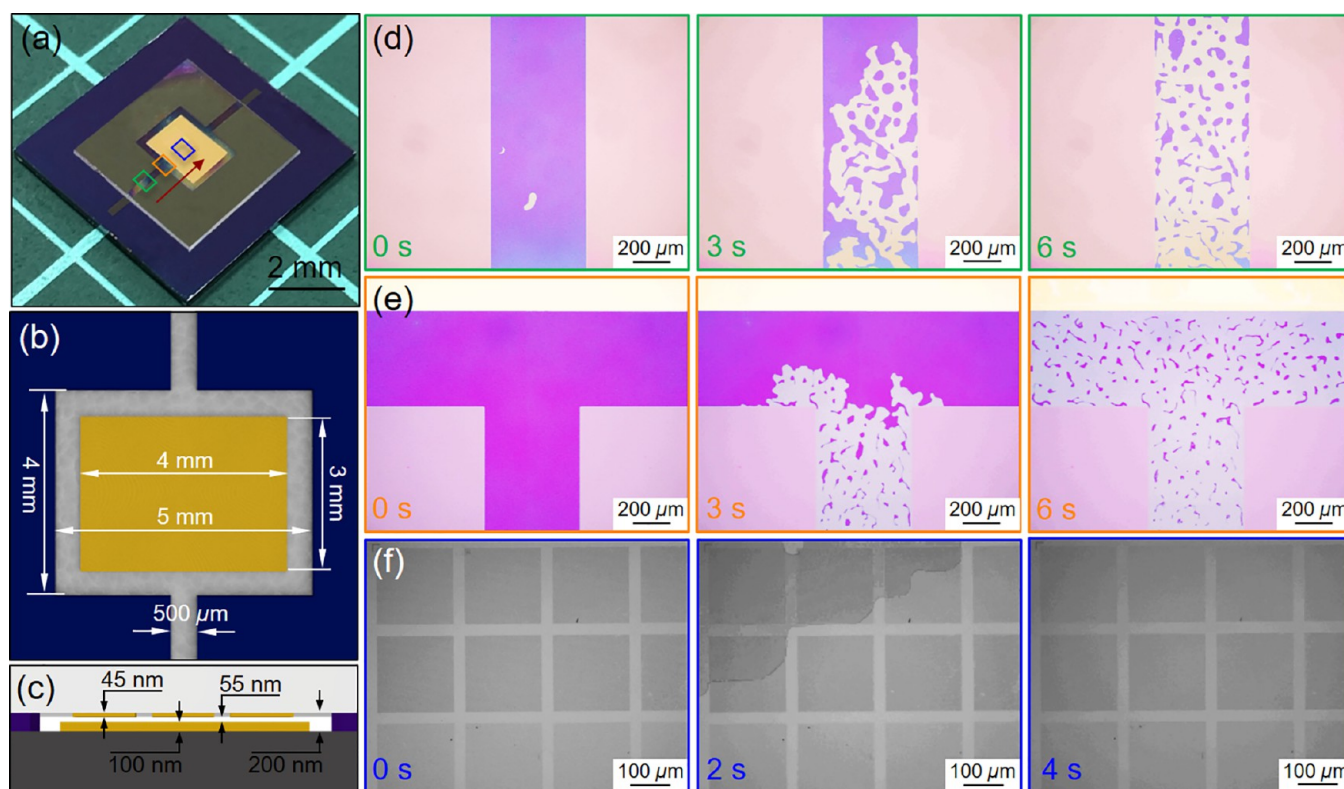 (a)
2 mm
(b)
4 mm
4 mm
3 mm
5 mm
500 µm
(c)
45 nm
55 nm
100 nm
200 nm
(d)
0 s
200 µm
3 s
200 µm
6 s
200 µm
(e)
0 s
200 µm
3 s
200 µm
6 s
200 µm
(f)
0 s
100 µm
2 s
100 µm
4 s
100 µm